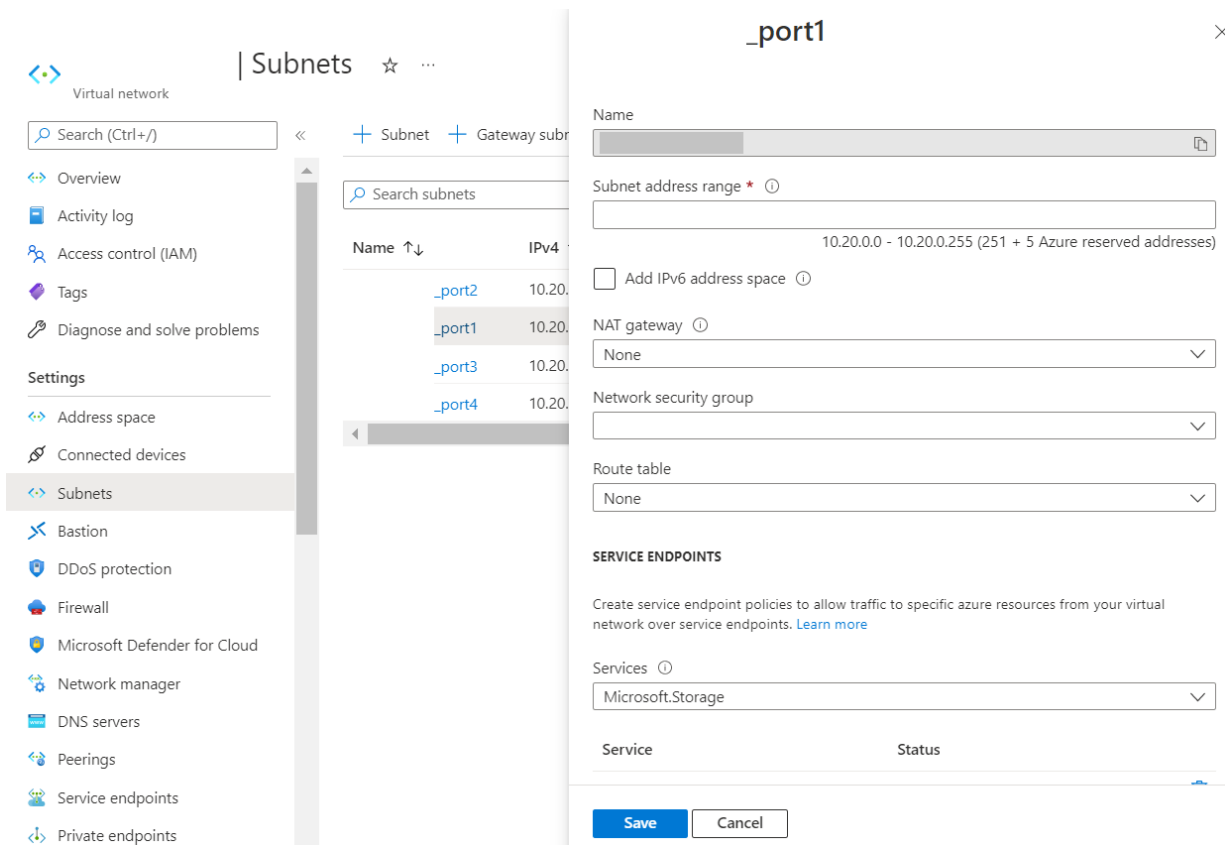 | Subnets
...
Virtual network
Search (Ctrl+/)
«
Overview
Activity log
Access control (IAM)
Tags
Diagnose and solve problems
Settings
Address space
Connected devices
Subnets
Bastion
DDoS protection
Firewall
Microsoft Defender for Cloud
Network manager
DNS servers
Peerings
Service endpoints
Private endpoints
+ Subnet + Gateway subr
Search subnets
Name ↑↓ IPv4
_port2 10.20.
_port1 10.20.
_port3 10.20.
_port4 10.20.
_port1
Name
Subnet address range *
10.20.0.0 - 10.20.0.255 (251 + 5 Azure reserved addresses)
Add IPv6 address space
NAT gateway
None
Network security group
Route table
None
SERVICE ENDPOINTS
Create service endpoint policies to allow traffic to specific azure resources from your virtual
network over service endpoints. Learn more
Services
Microsoft.Storage
Service Status
Save Cancel